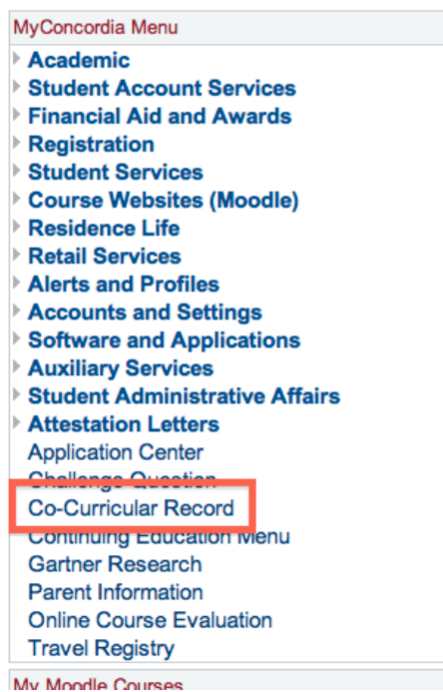 MyConcordia Menu
Academic
Student Account Services
Financial Aid and Awards
Registration
Student Services
Course Websites (Moodle)
Residence Life
Retail Services
Alerts and Profiles
Accounts and Settings
Software and Applications
Auxiliary Services
Student Administrative Affairs
Attestation Letters
Application Center
Challenge Question
Co-Curricular Record
Continuing Education Menu
Gartner Research
Parent Information
Online Course Evaluation
Travel Registry
My Moodle Courses